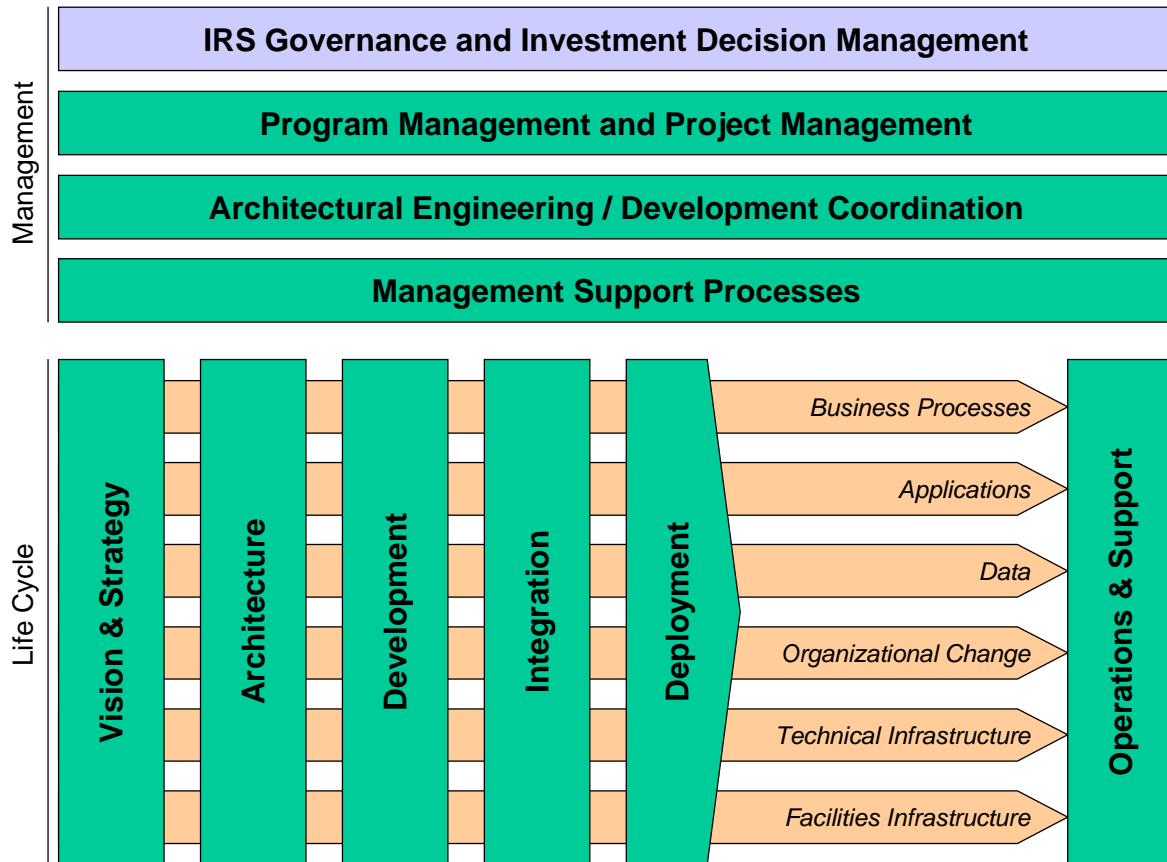 Management
IRS Governance and Investment Decision Management
Program Management and Project Management
Architectural Engineering / Development Coordination
Management Support Processes
Life Cycle
Vision & Strategy
Architecture
Development
Integration
Deployment
Business Processes
Applications
Data
Organizational Change
Technical Infrastructure
Facilities Infrastructure
Operations & Support